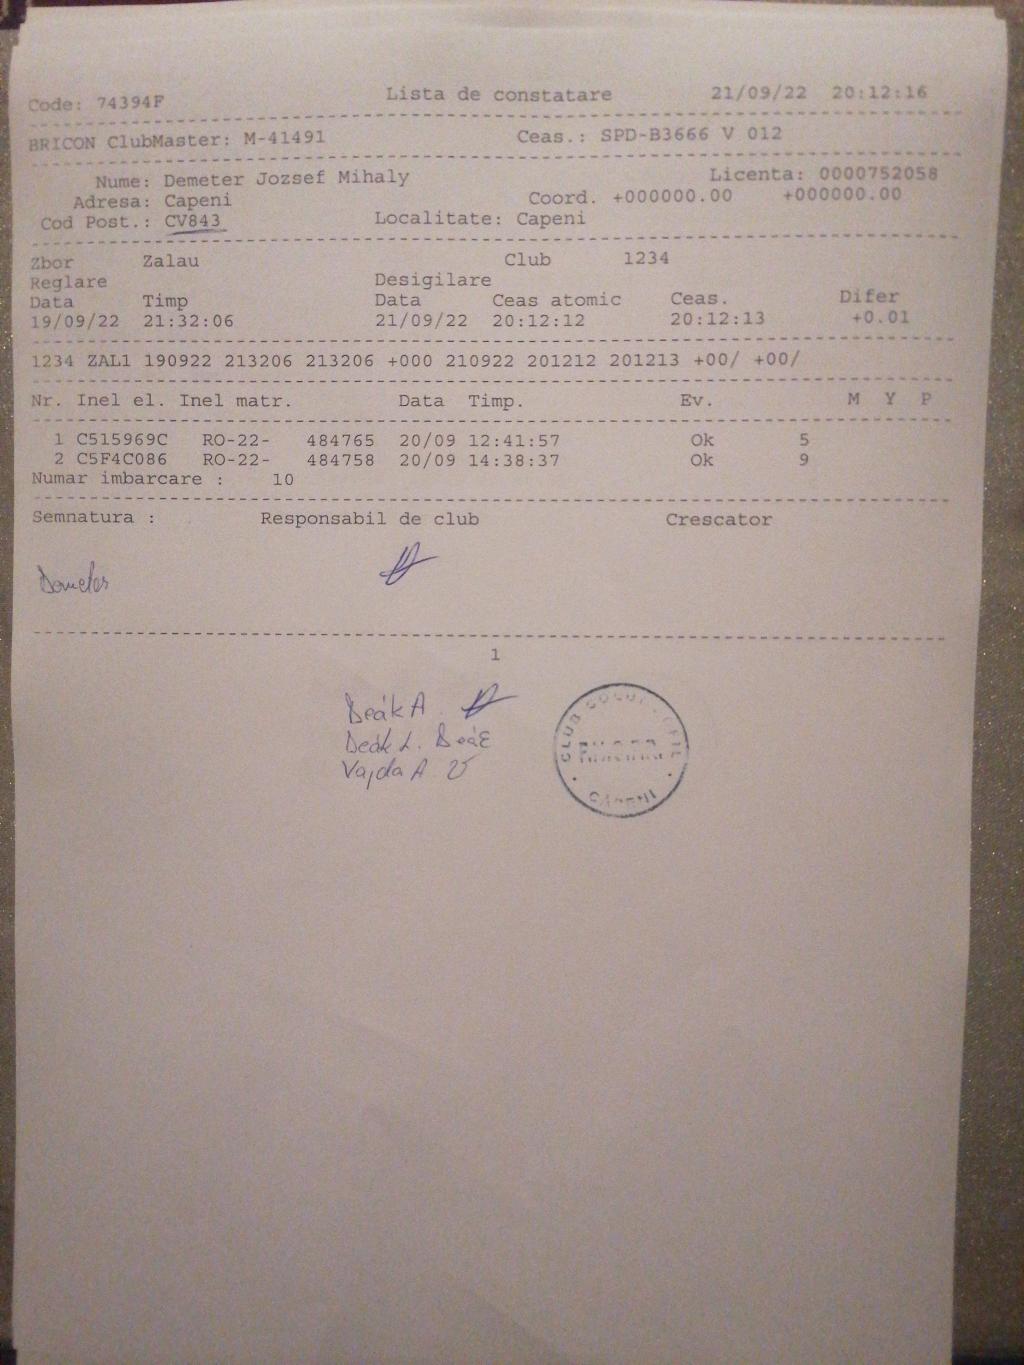 Code: 74394F Lista de constatare 21/09/22 20:12:16
BRICON ClubMaster: M-41491 Ceas.: SPD-B3666 V 012
Nume: Demeter Jozsef Mihaly Licenta: 0000752058
Adresa: Capeni Coord. +000000.00 +000000.00
Cod Post.: CV843 Localitate: Capeni
Zbor Zalau Club 1234
Reglare Desigilare
Data Timp Data Ceas atomic Ceas. Difer
19/09/22 21:32:06 21/09/22 20:12:12 20:12:13 +0.01
1234 ZAL1 190922 213206 213206 +000 210922 201212 201213 +00/ +00/
Nr. Inel el. Inel matr. Data Timp. Ev. M Y P
1 C515969C RO-22- 484765 20/09 12:41:57 Ok 5
2 C5F4C086 RO-22- 484758 20/09 14:38:37 Ok 9
Numar imbarcare : 10
Semnatura : Responsabil de club Crescator
1
Deák A
Deák L. Deák
Vajda A
CLUB